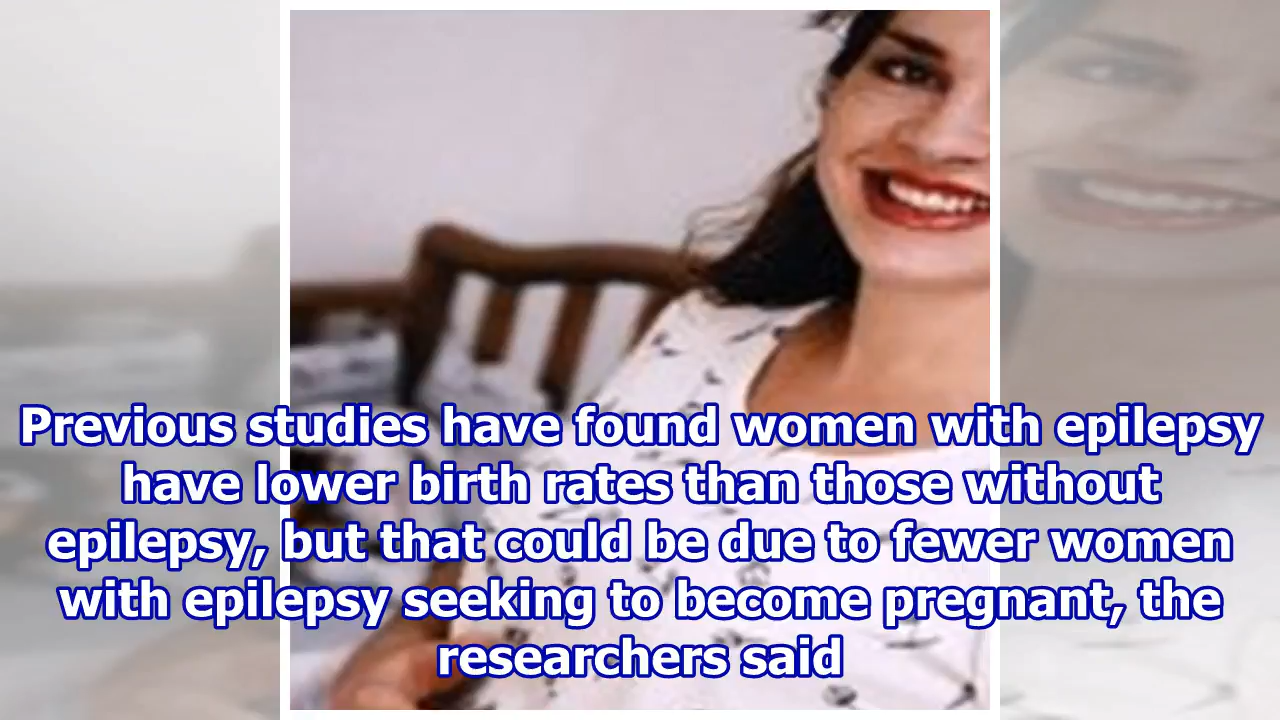 Previous studies have found women with epilepsy
have lower birth rates than those without
epilepsy, but that could be due to fewer women
with epilepsy seeking to become pregnant, the
researchers said